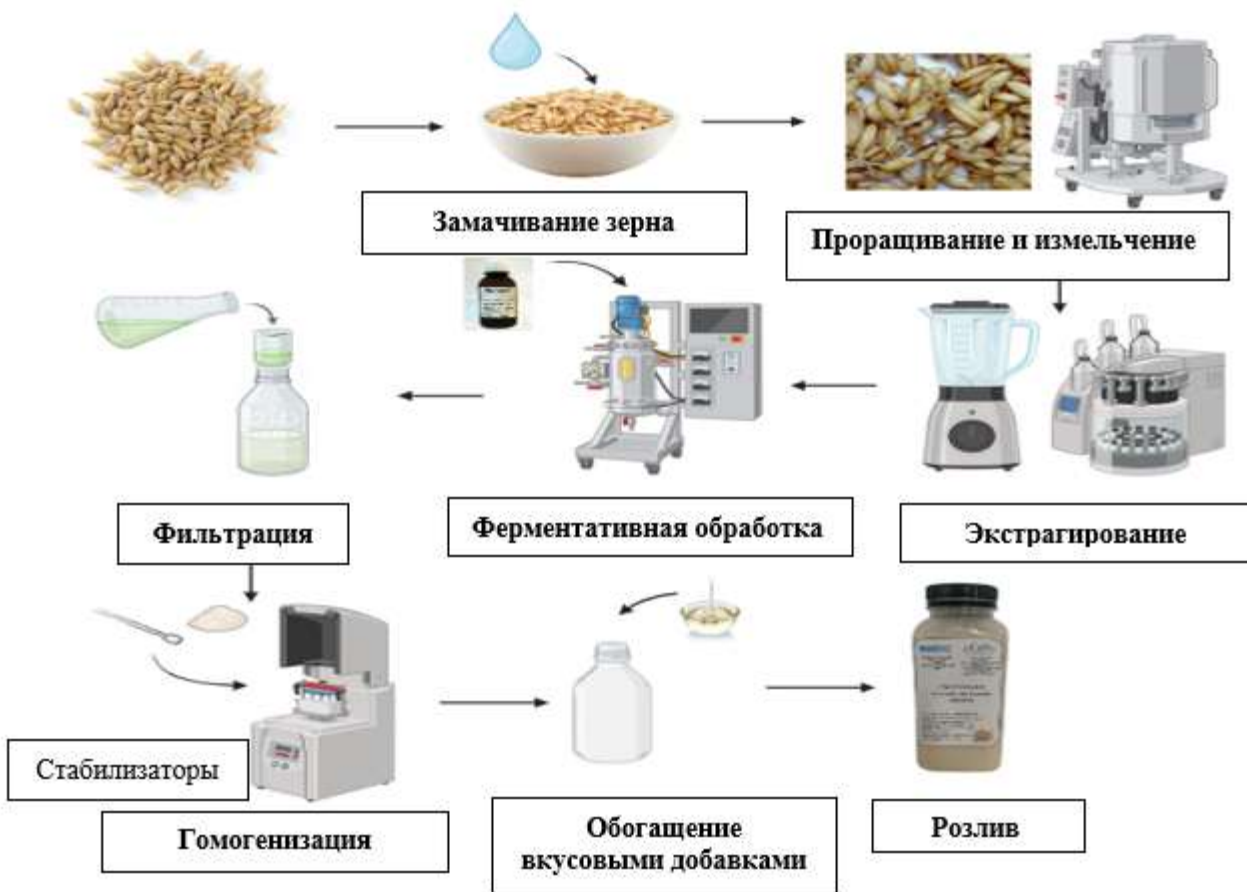 Замачивание зерна
Проращивание и измельчение
Фильтрация
Ферментативная обработка
Экстрагирование
Стабилизаторы
Гомогенизация
Обогащение
вкусовыми добавками
Розлив